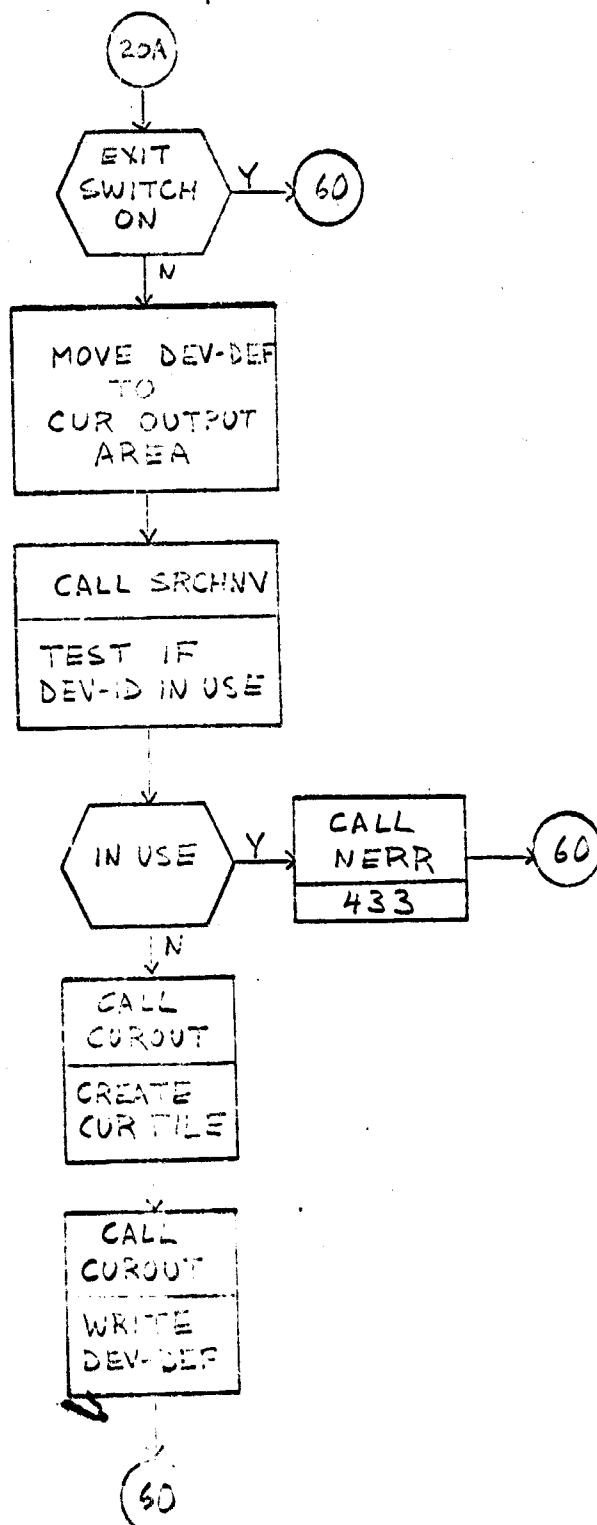 20A
EXIT
SWITCH
ON
Y
60
N
MOVE DEV-DEF
TO
CUR OUTPUT
AREA
CALL SRCHNV
TEST IF
DEV-ID IN USE
IN USE
Y
CALL
NERR
433
60
N
CALL
CUROUT
CREATE
CUR FILE
CALL
CUROUT
WRITE
DEV-DEF
60